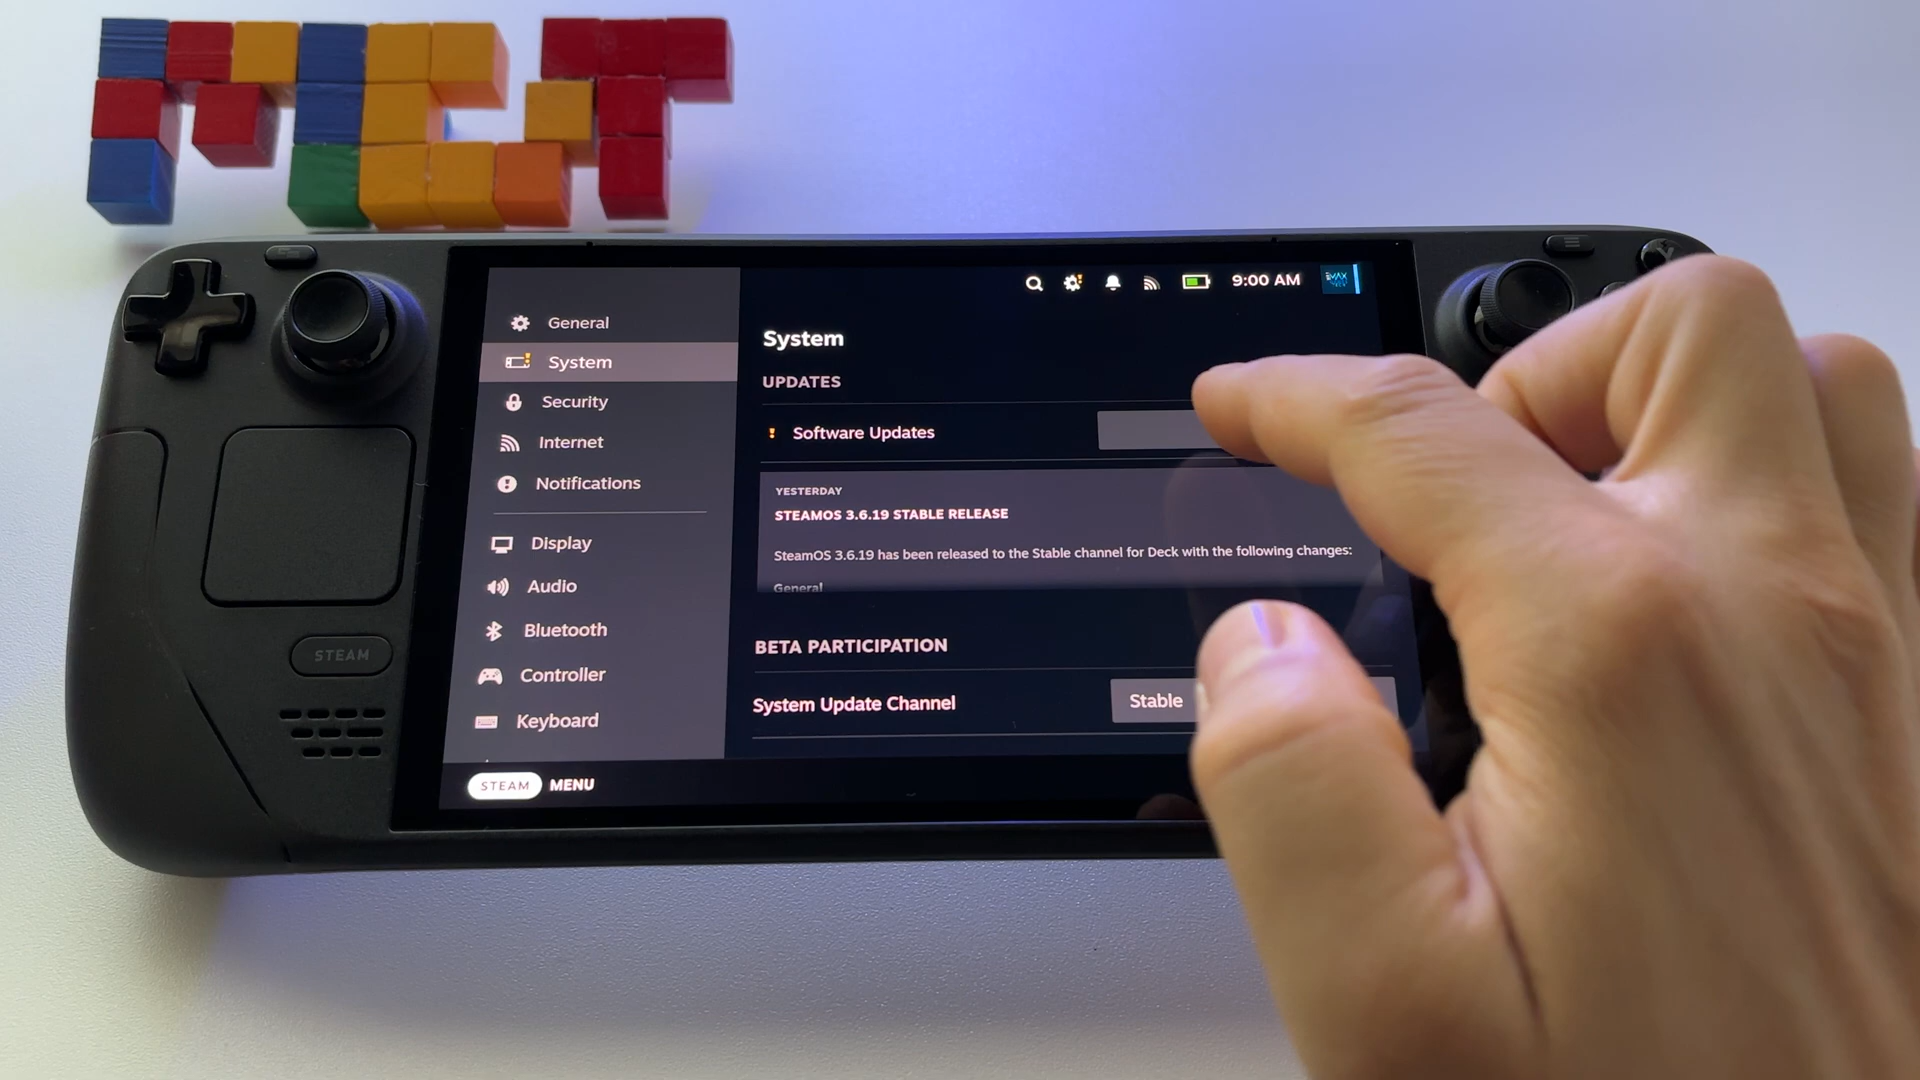 9:00 AM
General
System
Security
Internet
Notifications
Display
Audio
Bluetooth
Controller
Keyboard
System
UPDATES
Software Updates
YESTERDAY
STEAMOS 3.6.19 STABLE RELEASE
SteamOS 3.6.19 has been released to the Stable channel for Deck with the following changes:
General
BETA PARTICIPATION
System Update Channel
Stable
STEAM MENU
STEAM
Y